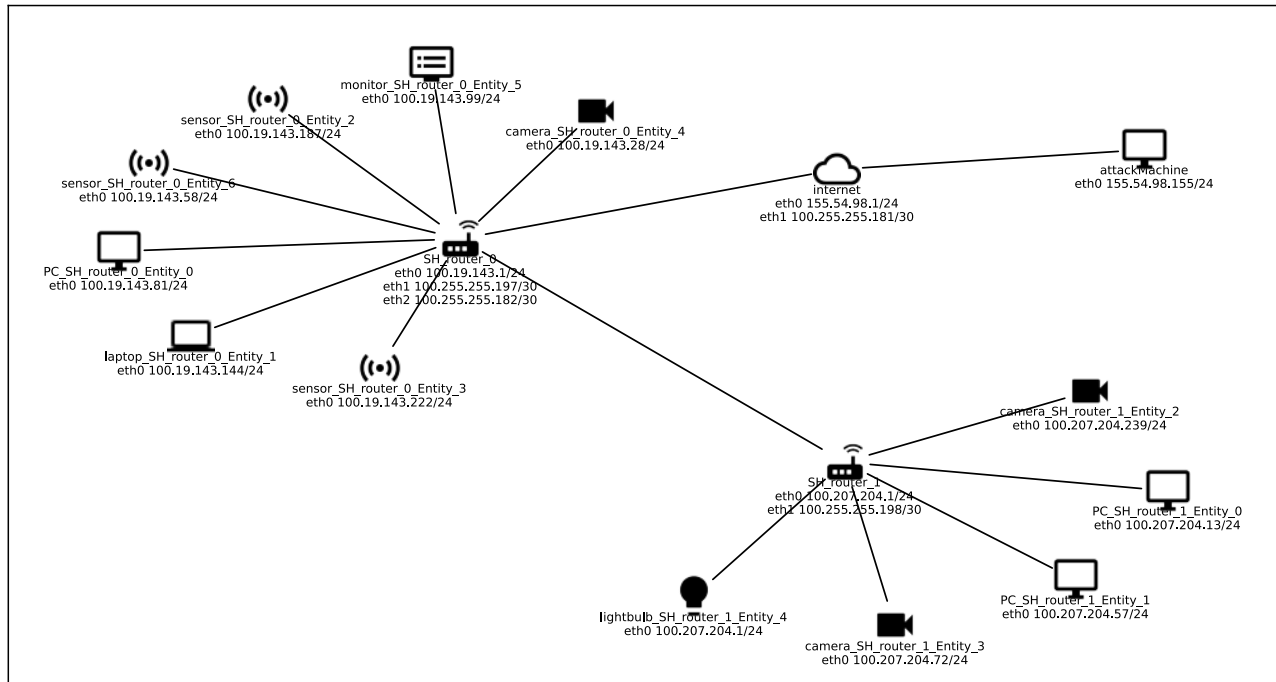 monitor_SH_router_0_Entity_5
eth0 100.19.143.99/24
sensor_SH_router_0_Entity_2
eth0 100.19.143.187/24
camera_SH_router_0_Entity_4
eth0 100.19.143.28/24
attackMachine
eth0 155.54.98.155/24
sensor_SH_router_0_Entity_6
eth0 100.19.143.58/24
internet
eth0 155.54.98.1/24
eth1 100.255.255.181/30
PC_SH_router_0_Entity_0
eth0 100.19.143.81/24
SH_router_0
eth0 100.19.143.1/24
eth1 100.255.255.197/30
eth2 100.255.255.182/30
laptop_SH_router_0_Entity_1
eth0 100.19.143.144/24
sensor_SH_router_0_Entity_3
eth0 100.19.143.222/24
camera_SH_router_1_Entity_2
eth0 100.207.204.239/24
SH_router_1
eth0 100.207.204.1/24
eth1 100.255.255.198/30
PC_SH_router_1_Entity_0
eth0 100.207.204.13/24
PC_SH_router_1_Entity_1
eth0 100.207.204.57/24
lightbulb_SH_router_1_Entity_4
eth0 100.207.204.1/24
camera_SH_router_1_Entity_3
eth0 100.207.204.72/24